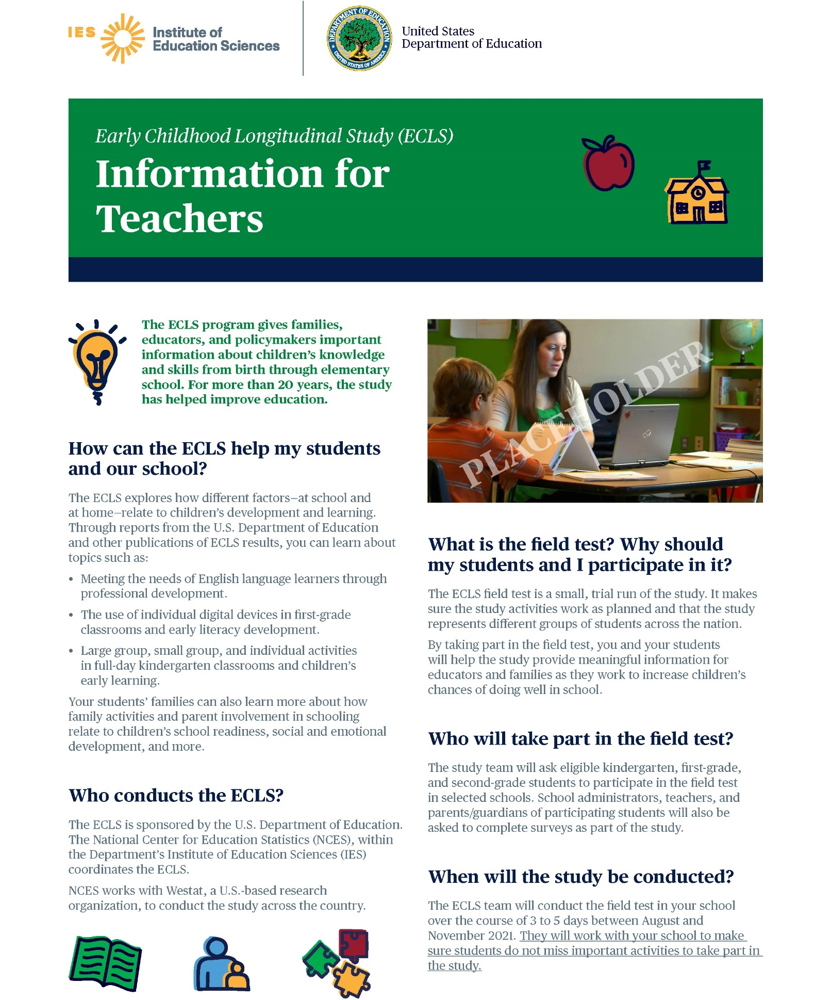 IES
Institute of
Education Sciences
DEPARTMENT OF EDUCATION
UNITED STATES OF AMERICA
United States
Department of Education
Early Childhood Longitudinal Study (ECLS)
Information for
Teachers
The ECLS program gives families,
educators, and policymakers important
information about children’s knowledge
and skills from birth through elementary
school. For more than 20 years, the study
has helped improve education.
How can the ECLS help my students
and our school?
The ECLS explores how different factors—at school and
at home—relate to children’s development and learning.
Through reports from the U.S. Department of Education
and other publications of ECLS results, you can learn about
topics such as:
• Meeting the needs of English language learners through
professional development.
• The use of individual digital devices in first-grade
classrooms and early literacy development.
• Large group, small group, and individual activities
in full-day kindergarten classrooms and children’s
early learning.
Your students’ families can also learn more about how
family activities and parent involvement in schooling
relate to children’s school readiness, social and emotional
development, and more.
Who conducts the ECLS?
The ECLS is sponsored by the U.S. Department of Education.
The National Center for Education Statistics (NCES), within
the Department’s Institute of Education Sciences (IES)
coordinates the ECLS.
NCES works with Westat, a U.S.-based research
organization, to conduct the study across the country.
PLACEHOLDER
What is the field test? Why should
my students and I participate in it?
The ECLS field test is a small, trial run of the study. It makes
sure the study activities work as planned and that the study
represents different groups of students across the nation.
By taking part in the field test, you and your students
will help the study provide meaningful information for
educators and families as they work to increase children’s
chances of doing well in school.
Who will take part in the field test?
The study team will ask eligible kindergarten, first-grade,
and second-grade students to participate in the field test
in selected schools. School administrators, teachers, and
parents/guardians of participating students will also be
asked to complete surveys as part of the study.
When will the study be conducted?
The ECLS team will conduct the field test in your school
over the course of 3 to 5 days between August and
November 2021. They will work with your school to make
sure students do not miss important activities to take part in
the study.